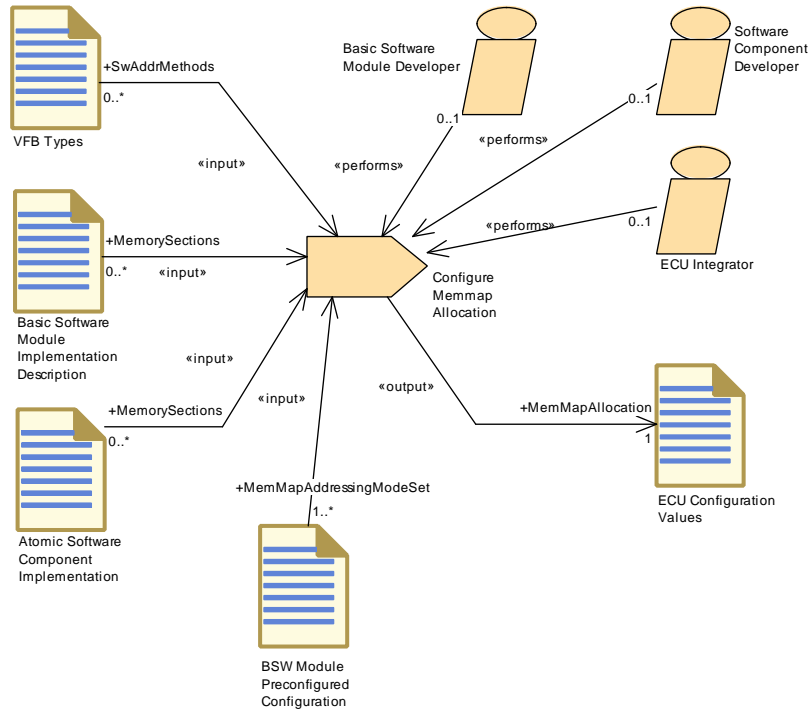 +SwAddrMethods
0..*
VFB Types
«input»
Basic Software
Module Developer
0..1
«performs»
Software
Component
Developer
0..1
«performs»
ECU Integrator
0..1
«performs»
+MemorySections
0..*
«input»
Basic Software
Module
Implementation
Description
Configure
Memmap
Allocation
+MemorySections
0..*
«input»
Atomic Software
Component
Implementation
«input»
+MemMapAddressingModeSet
1..*
BSW Module
Preconfigured
Configuration
«output»
+MemMapAllocation
1
ECU Configuration
Values